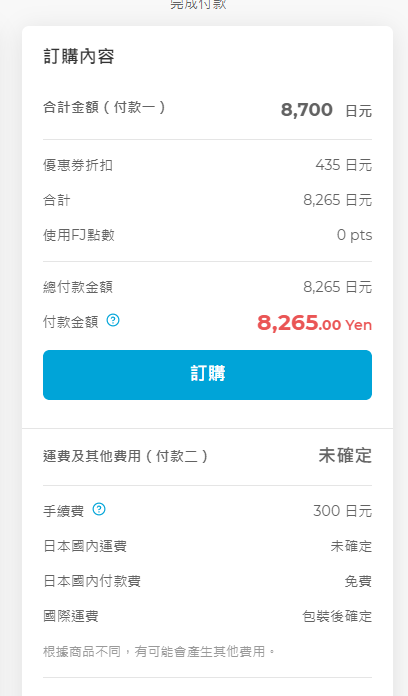 完成付款
訂購內容
合計金額 ( 付款一 ) 8,700 日元
優惠券折扣 435 日元
合計 8,265 日元
使用FJ點數 0 pts
總付款金額 8,265 日元
付款金額 ? 8,265.00 Yen
訂購
運費及其他費用 ( 付款二 ) 未確定
手續費 ? 300 日元
日本國內運費 未確定
日本國內付款費 免費
國際運費 包裝後確定
根據商品不同，有可能會產生其他費用。